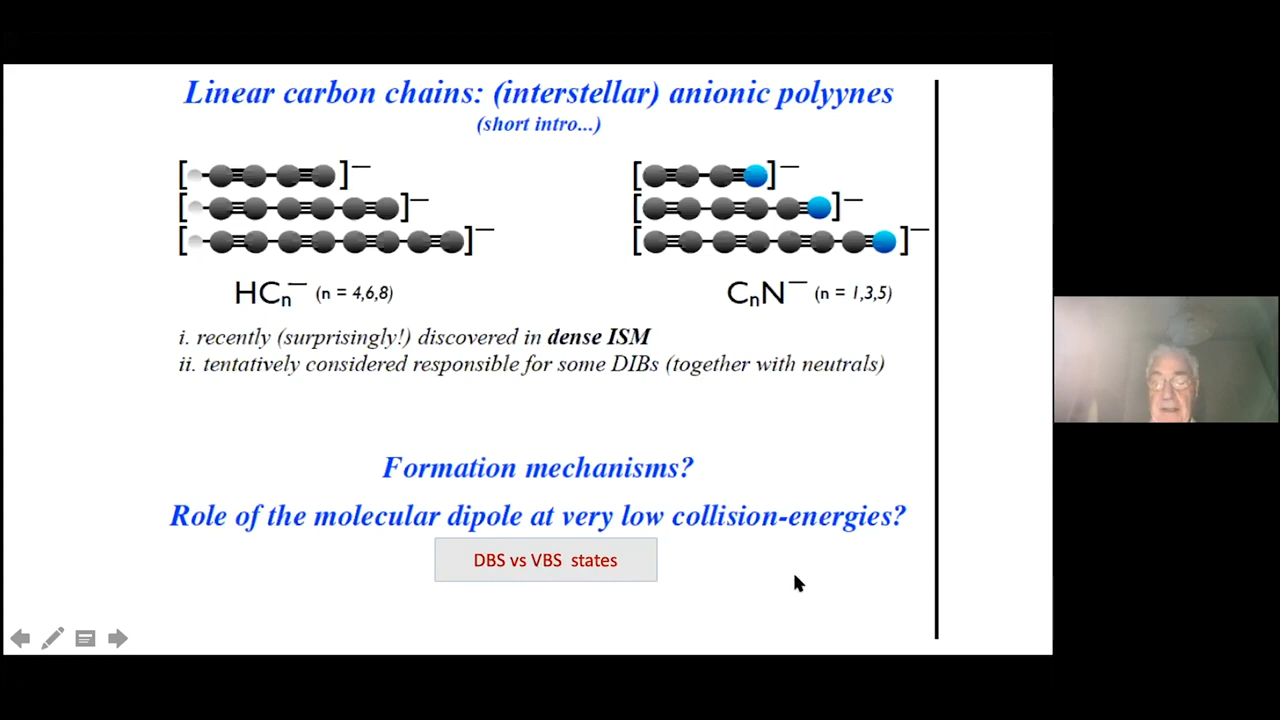 Linear carbon chains: (interstellar) anionic polyynes
(short intro...)
[ ]—
[ ]—
[ ]—
[ ]—
[ ]—
[ ]—
HCn— (n = 4,6,8)
CnN— (n = 1,3,5)
i. recently (surprisingly!) discovered in dense ISM
ii. tentatively considered responsible for some DIBs (together with neutrals)
Formation mechanisms?
Role of the molecular dipole at very low collision-energies?
DBS vs VBS states